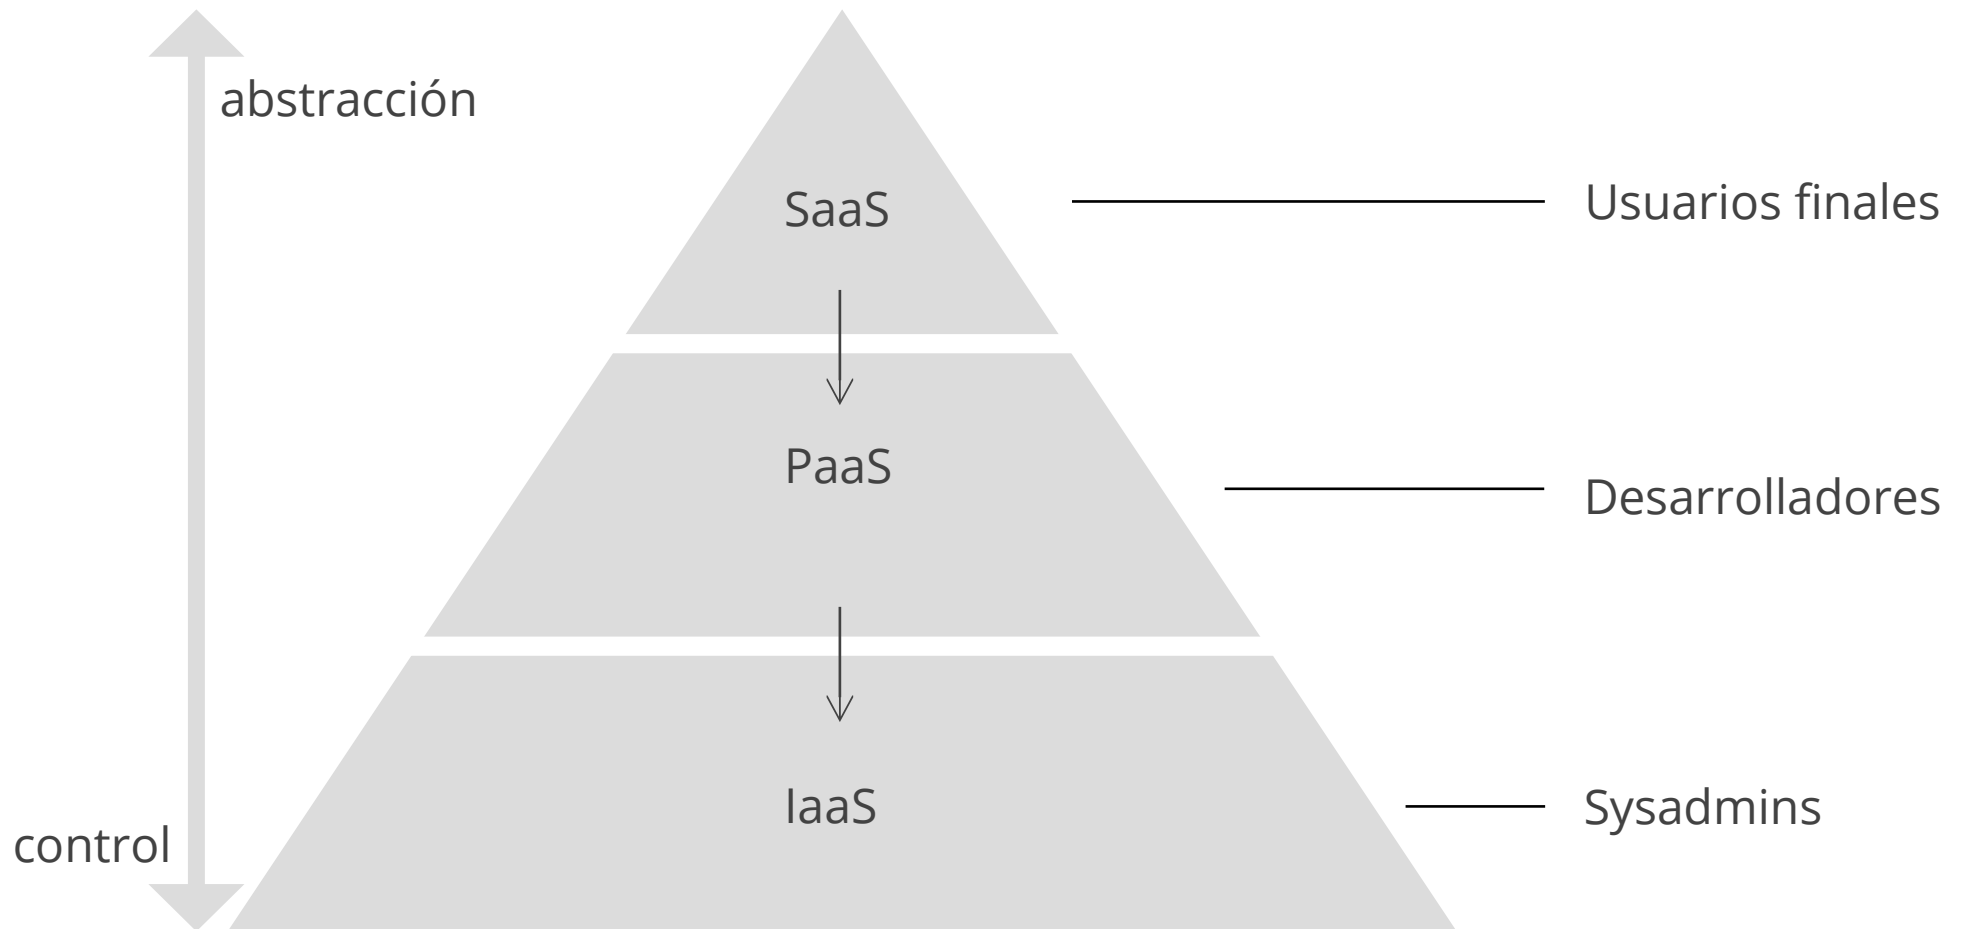 abstracción
SaaS
Usuarios finales
PaaS
Desarrolladores
IaaS
Sysadmins
control